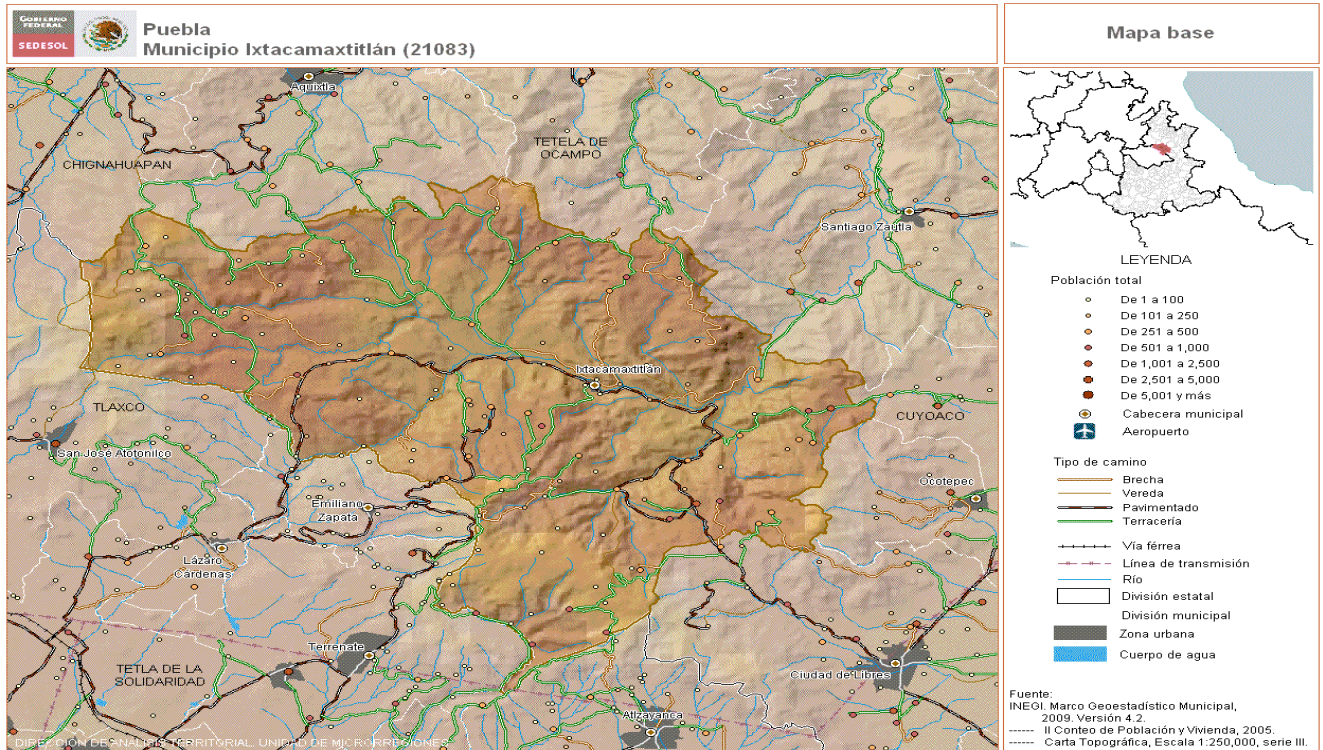 GOBIERNO
FEDERAL
SEDESOL
Puebla
Municipio Ixtacamaxtitlán (21083)
Mapa base
Aquixtla
TETELA DE
OCAMPO
CHIGNAHUAPAN
Santiago Zautla
Ixtacamaxtitlán
TLAXCO
CUYOACO
San José Atotonilco
Ocotepec
Emiliano
Zapata
Lázaro
Cárdenas
Terrenate
TETLA DE LA
SOLIDARIDAD
Ciudad de Libres
Atlzayanca
DIRECCIÓN DE ANÁLISIS TERRITORIAL. UNIDAD DE MICRORREGIONES
LEYENDA
Población total
De 1 a 100
De 101 a 250
De 251 a 500
De 501 a 1,000
De 1,001 a 2,500
De 2,501 a 5,000
De 5,001 y más
Cabecera municipal
Aeropuerto
Tipo de camino
Brecha
Vereda
Pavimentado
Terracería
Vía férrea
Línea de transmisión
Río
División estatal
División municipal
Zona urbana
Cuerpo de agua
Fuente:
INEGI. Marco Geoestadístico Municipal,
2009. Versión 4.2.
------ II Conteo de Población y Vivienda, 2005.
------ Carta Topográfica, Escala 1:250,000, serie III.